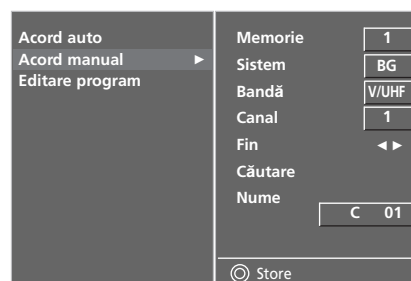 Acord auto
Acord manual ►
Editare program
Memorie 1
Sistem BG
Bandă V/UHF
Canal 1
Fin ◄►
Căutare
Nume
C 01
Store